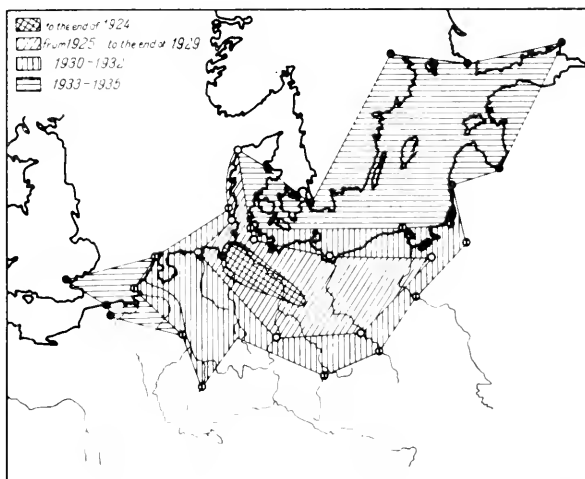 to the end of 1924
from 1925 to the end of 1929
1930-1932
1933-1935